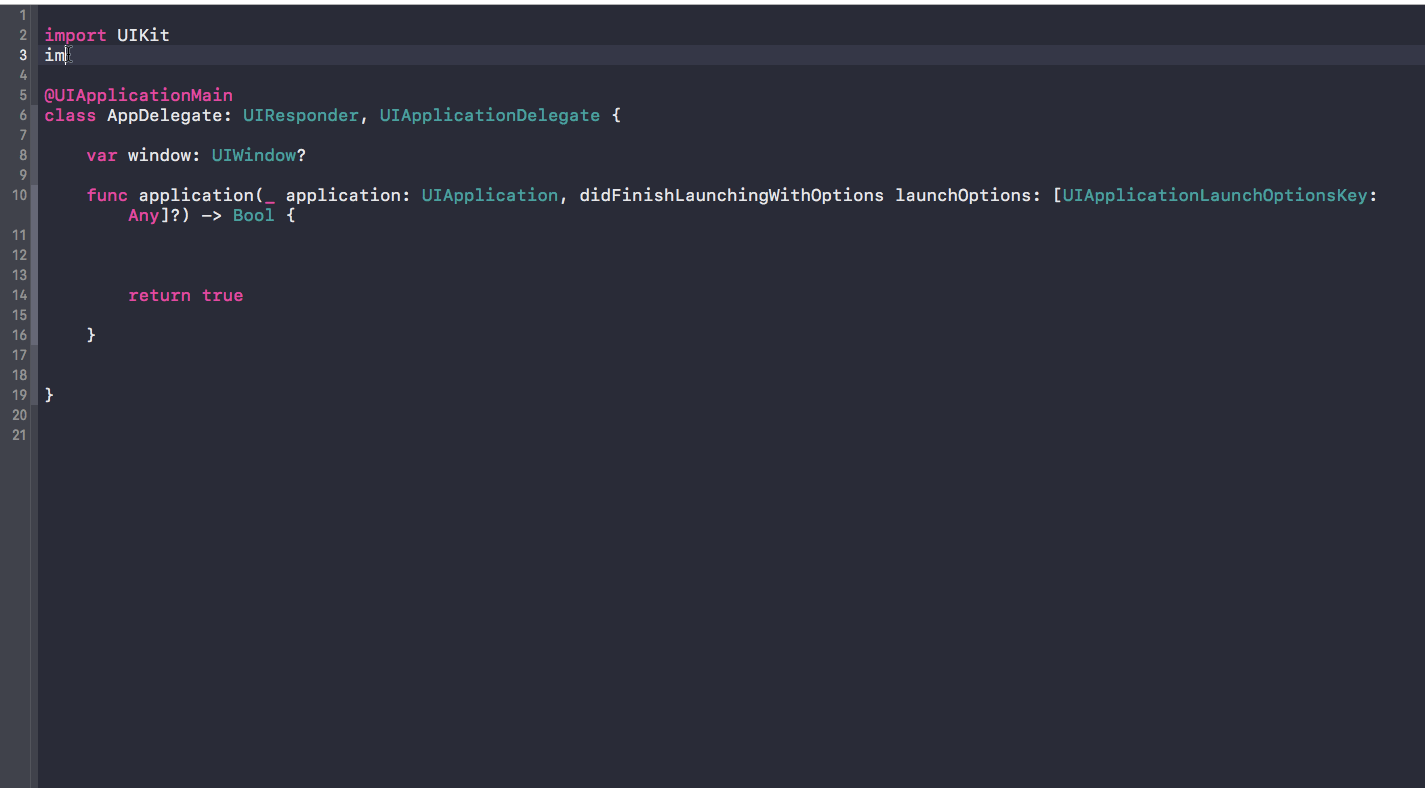 1
2 import UIKit
3 im
4
5 @UIApplicationMain
6 class AppDelegate: UIResponder, UIApplicationDelegate {
7
8 var window: UIWindow?
9
10 func application(_ application: UIApplication, didFinishLaunchingWithOptions launchOptions: [UIApplicationLaunchOptionsKey:
Any]?) -> Bool {
11
12
13
14 return true
15
16 }
17
18
19 }
20
21